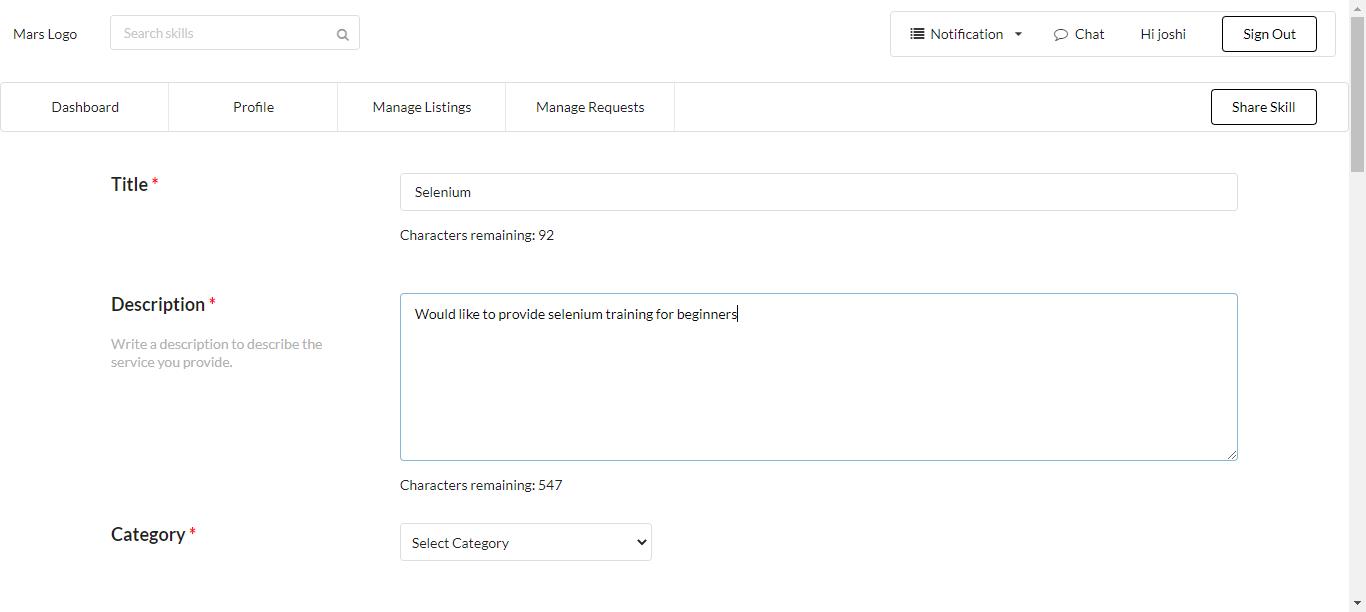 Mars Logo
Search skills
Notification
Chat
Hi joshi
Sign Out
Dashboard
Profile
Manage Listings
Manage Requests
Share Skill
Title *
Selenium
Characters remaining: 92
Description *
Write a description to describe the
service you provide.
Would like to provide selenium training for beginners
Characters remaining: 547
Category *
Select Category